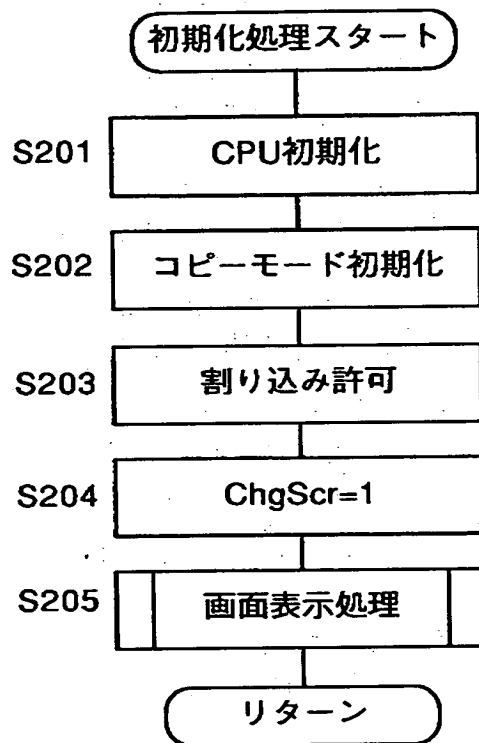 初期化処理スタート
S201 CPU初期化
S202 コピーモード初期化
S203 割り込み許可
S204 ChgScr=1
S205 画面表示処理
リターン